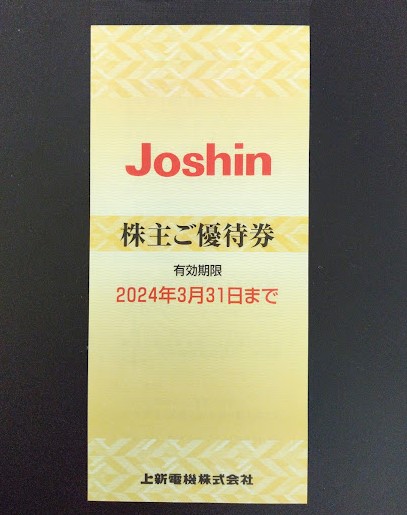 Joshin
株主ご優待券
有効期限
2024年3月31日まで
上新電機株式会社